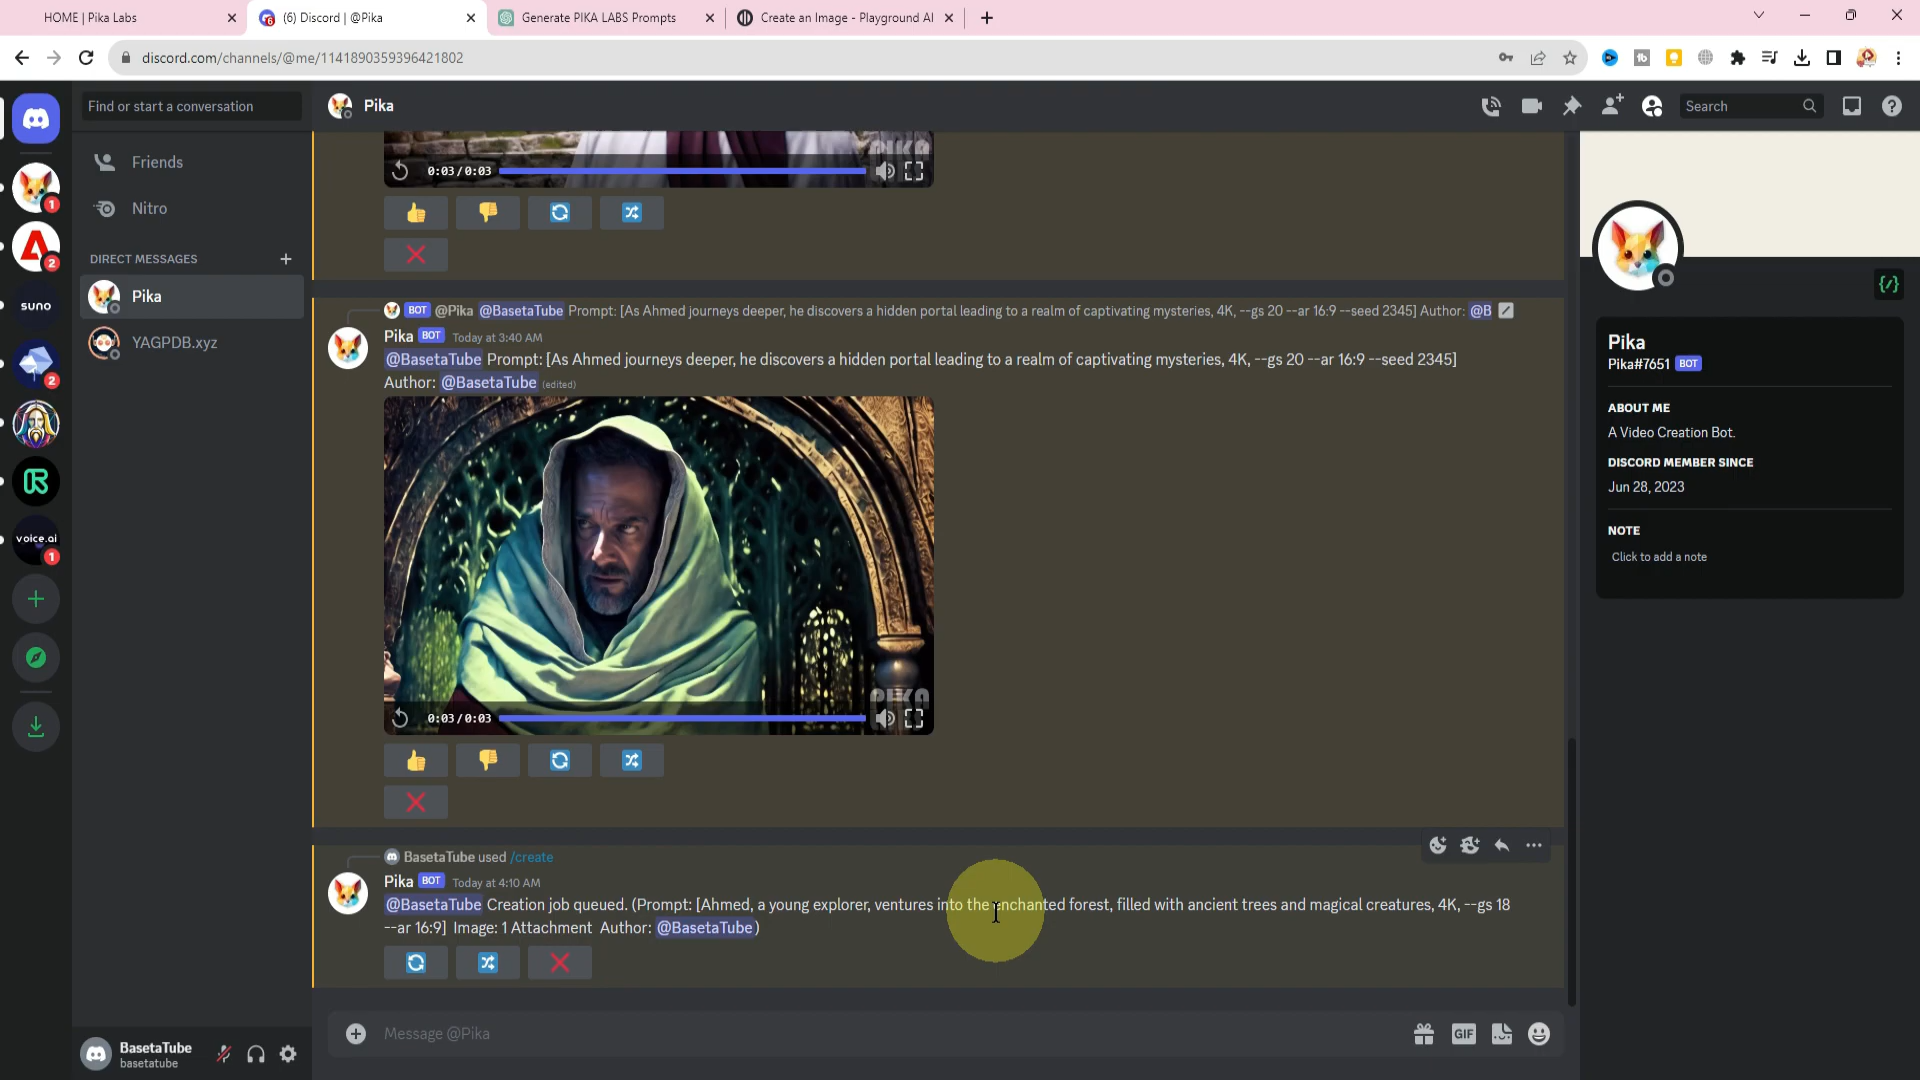 HOME | Pika Labs
(6) Discord | @Pika
Generate PIKA LABS Prompts
Create an Image - Playground AI
discord.com/channels/@me/1141890359396421802
Find or start a conversation
Pika
Search
Friends
Nitro
DIRECT MESSAGES
Pika
YAGPDB.xyz
1
2
suno
2
voice.ai
1
PIKA
0:03/0:03
BOT @Pika @BasetaTube Prompt: [As Ahmed journeys deeper, he discovers a hidden portal leading to a realm of captivating mysteries, 4K, --gs 20 --ar 16:9 --seed 2345] Author: @B
Pika BOT Today at 3:40 AM
@BasetaTube Prompt: [As Ahmed journeys deeper, he discovers a hidden portal leading to a realm of captivating mysteries, 4K, --gs 20 --ar 16:9 --seed 2345]
Author: @BasetaTube (edited)
PIKA
0:03/0:03
BasetaTube used /create
Pika BOT Today at 4:10 AM
@BasetaTube Creation job queued. (Prompt: [Ahmed, a young explorer, ventures into the enchanted forest, filled with ancient trees and magical creatures, 4K, --gs 18
--ar 16:9] Image: 1 Attachment Author: @BasetaTube)
Message @Pika
GIF
BasetaTube
basetatube
Pika
Pika#7651 BOT
ABOUT ME
A Video Creation Bot.
DISCORD MEMBER SINCE
Jun 28, 2023
NOTE
Click to add a note